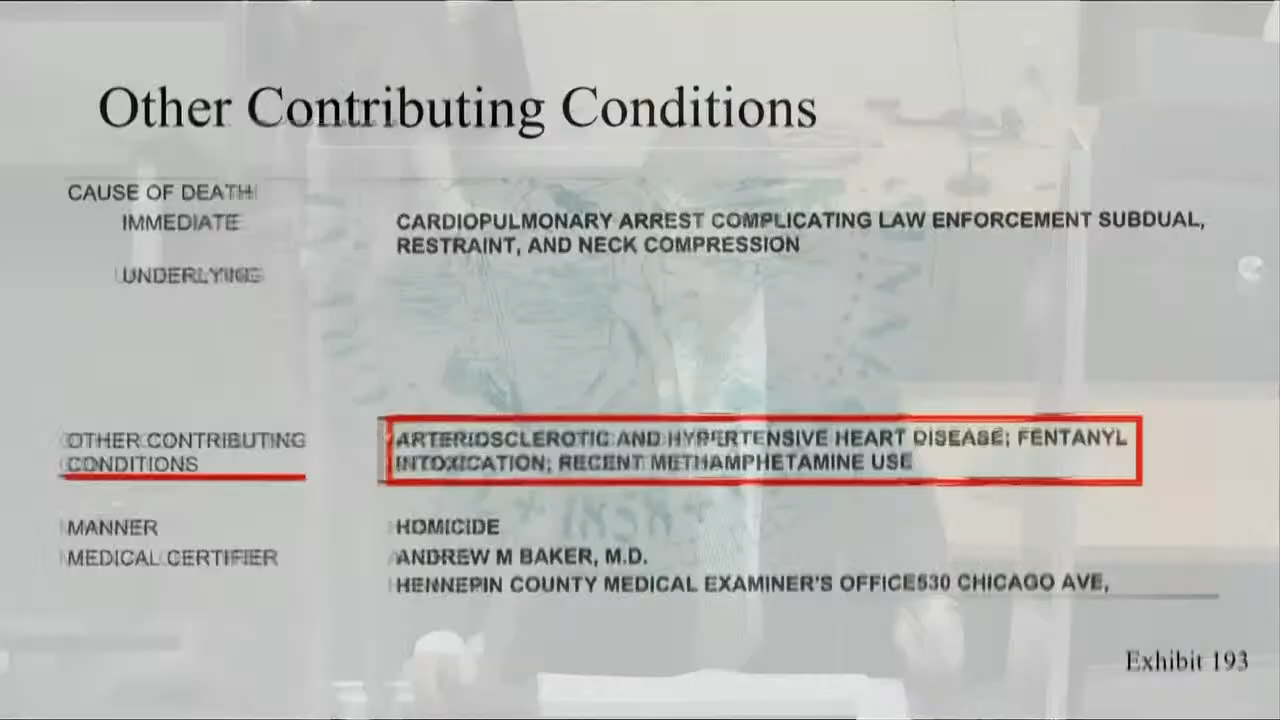 Other Contributing Conditions
CAUSE OF DEATH
IMMEDIATE
CARDIOPULMONARY ARREST COMPLICATING LAW ENFORCEMENT SUBDUAL,
RESTRAINT, AND NECK COMPRESSION
UNDERLYING
OTHER CONTRIBUTING
CONDITIONS
ARTERIOSCLEROTIC AND HYPERTENSIVE HEART DISEASE; FENTANYL
INTOXICATION; RECENT METHAMPHETAMINE USE
MANNER
HOMICIDE
MEDICAL CERTIFIER
ANDREW M BAKER, M.D.
HENNEPIN COUNTY MEDICAL EXAMINER'S OFFICE530 CHICAGO AVE,
Exhibit 193